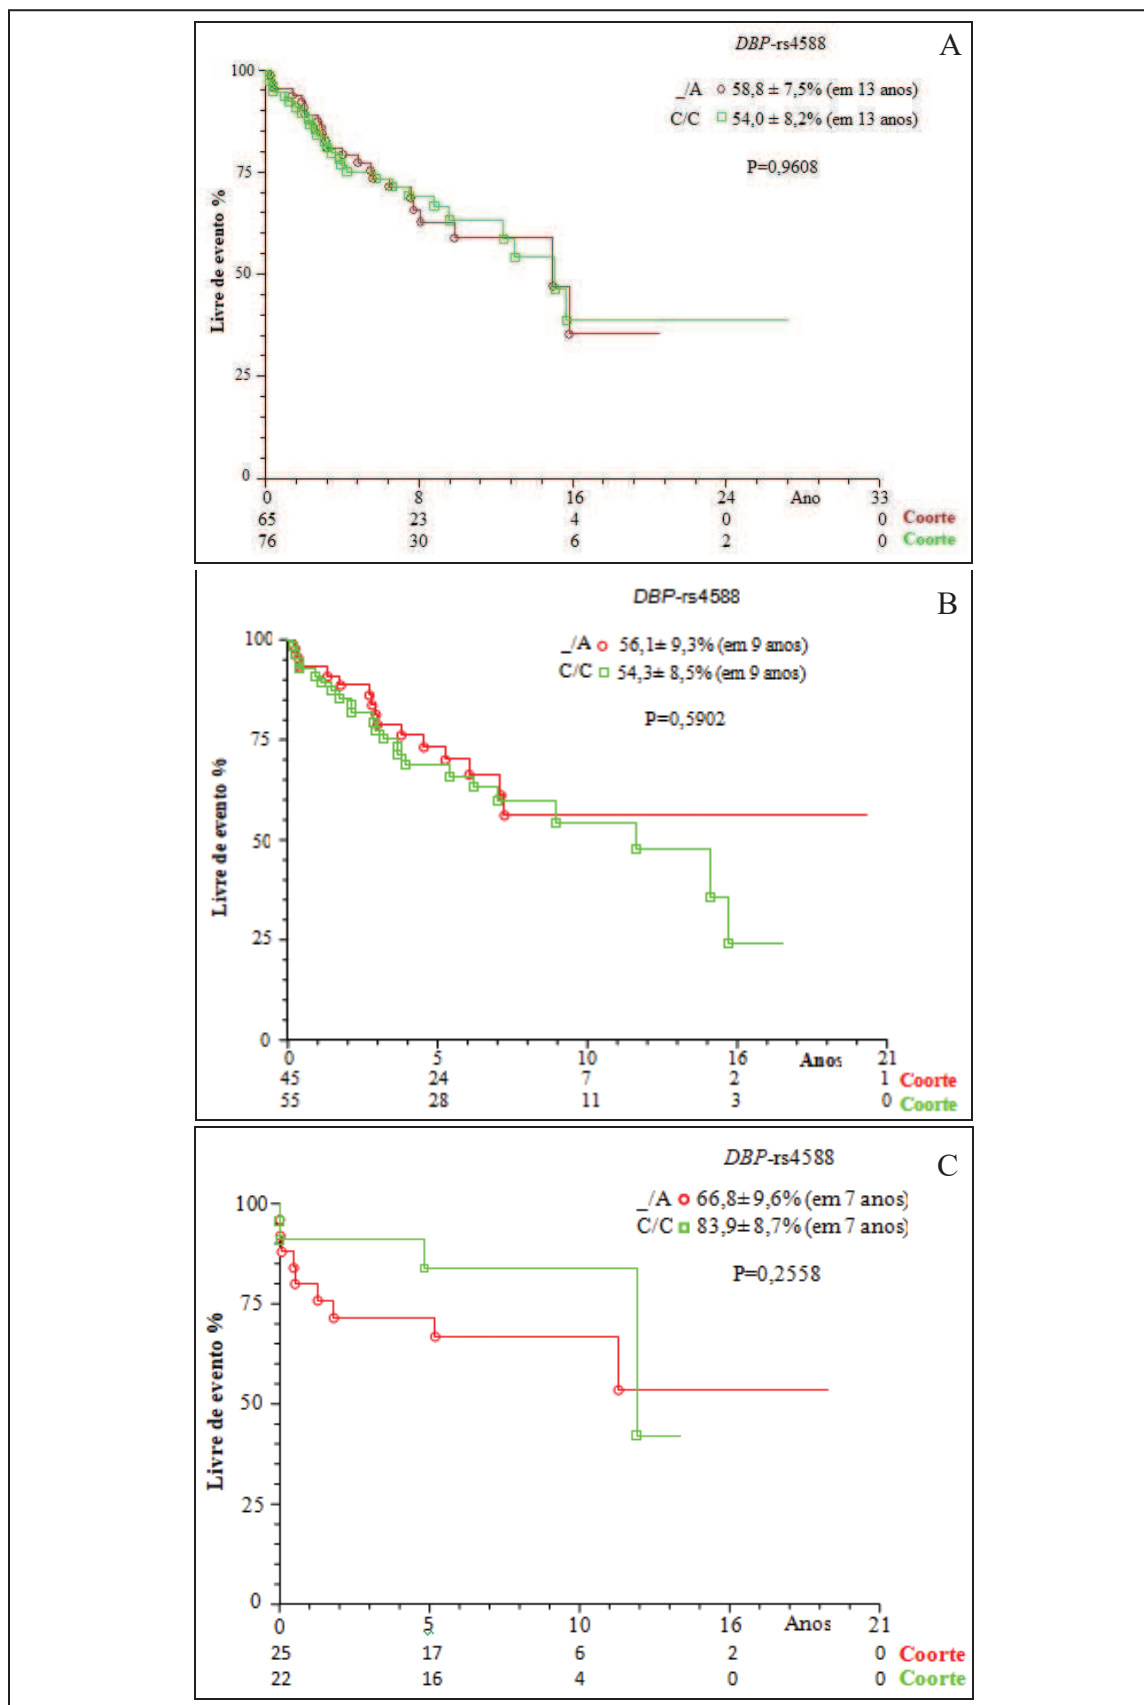 A
DBP-rs4588
_/A 58,8 ± 7,5% (em 13 anos)
C/C 54,0 ± 8,2% (em 13 anos)
P=0,9608
Livre de evento %
100
75
50
25
0
0 8 16 24 Ano 33
65 23 4 0 0 Coorte
76 30 6 2 0 Coorte
B
DBP-rs4588
_/A 56,1± 9,3% (em 9 anos)
C/C 54,3± 8,5% (em 9 anos)
P=0,5902
Livre de evento %
100
75
50
25
0
0 5 10 16 Anos 21
45 24 7 2 1 Coorte
55 28 11 3 0 Coorte
C
DBP-rs4588
_/A 66,8± 9,6% (em 7 anos)
C/C 83,9± 8,7% (em 7 anos)
P=0,2558
Livre de evento %
100
75
50
25
0
0 5 10 16 Anos 21
25 17 6 2 0 Coorte
22 16 4 0 0 Coorte